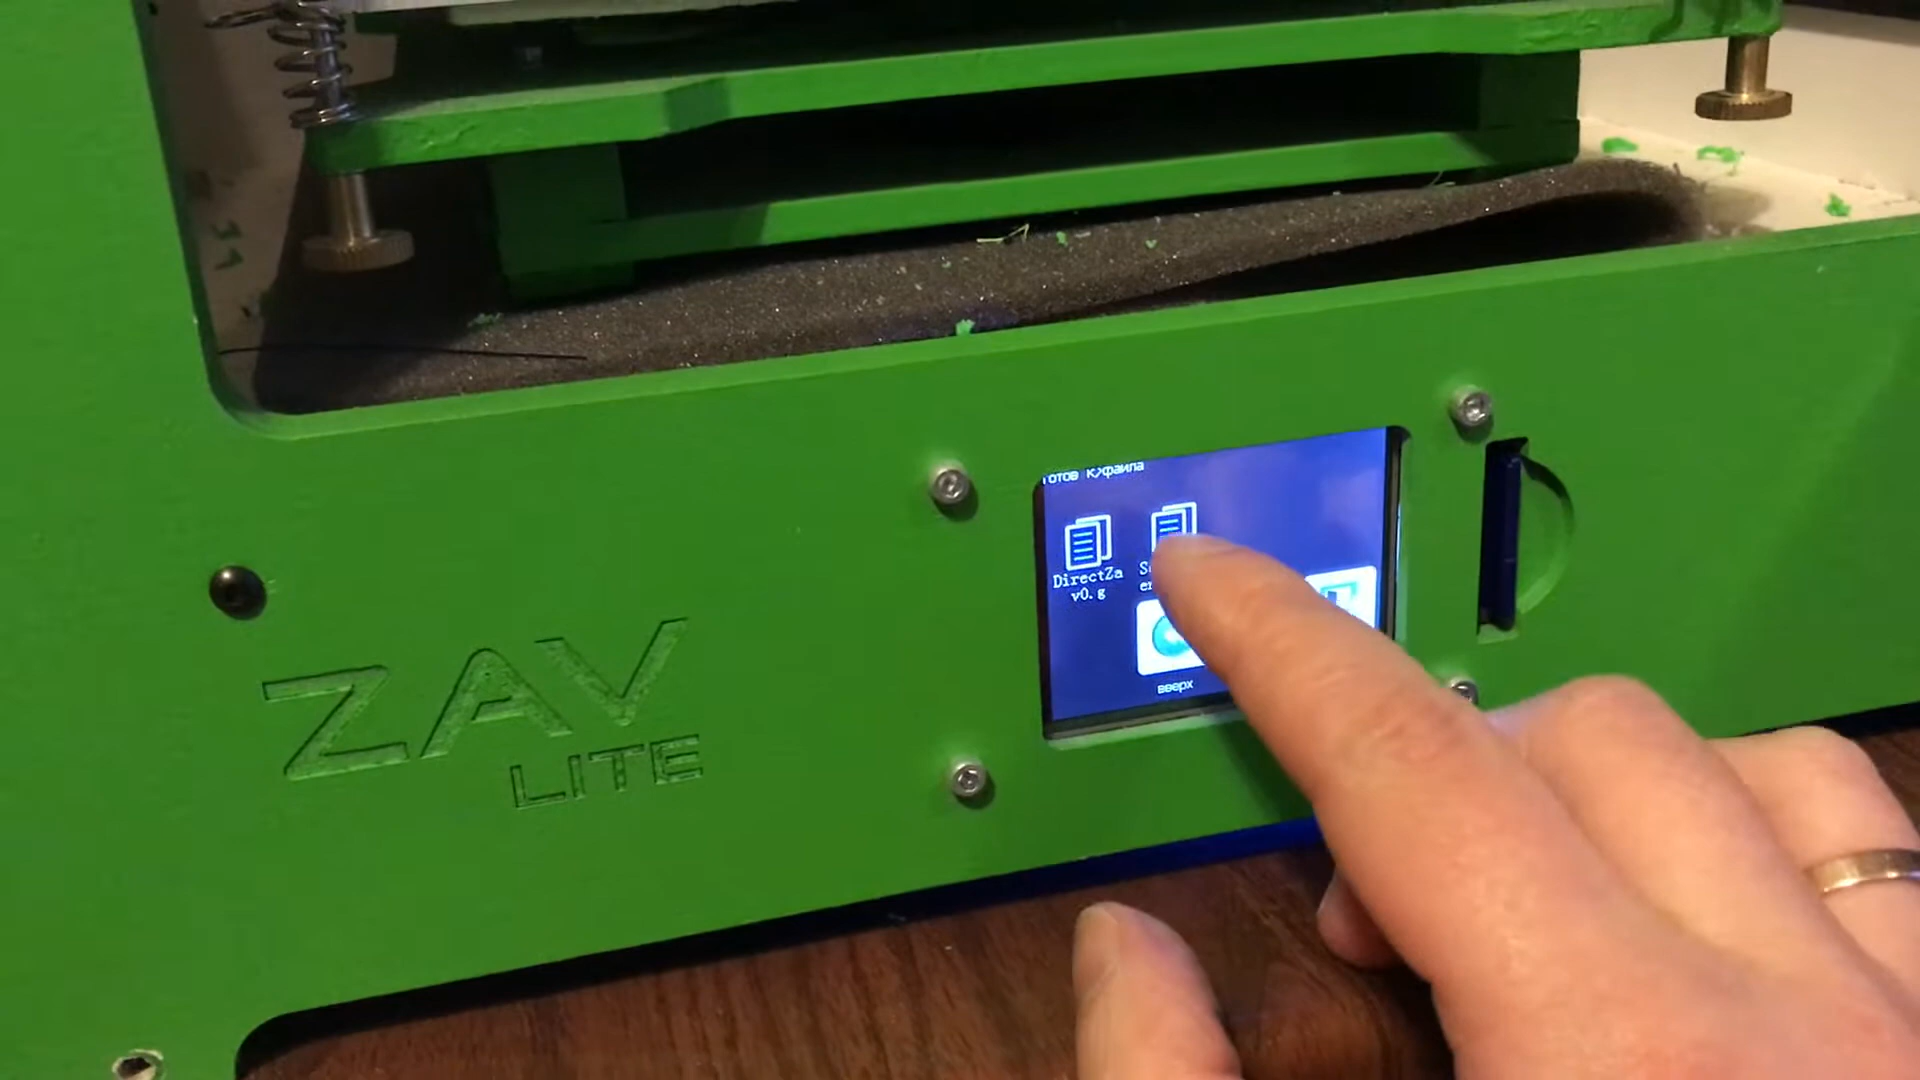 готов К>файла
DirectZa
v0.g
вверх
ZAV
LITE